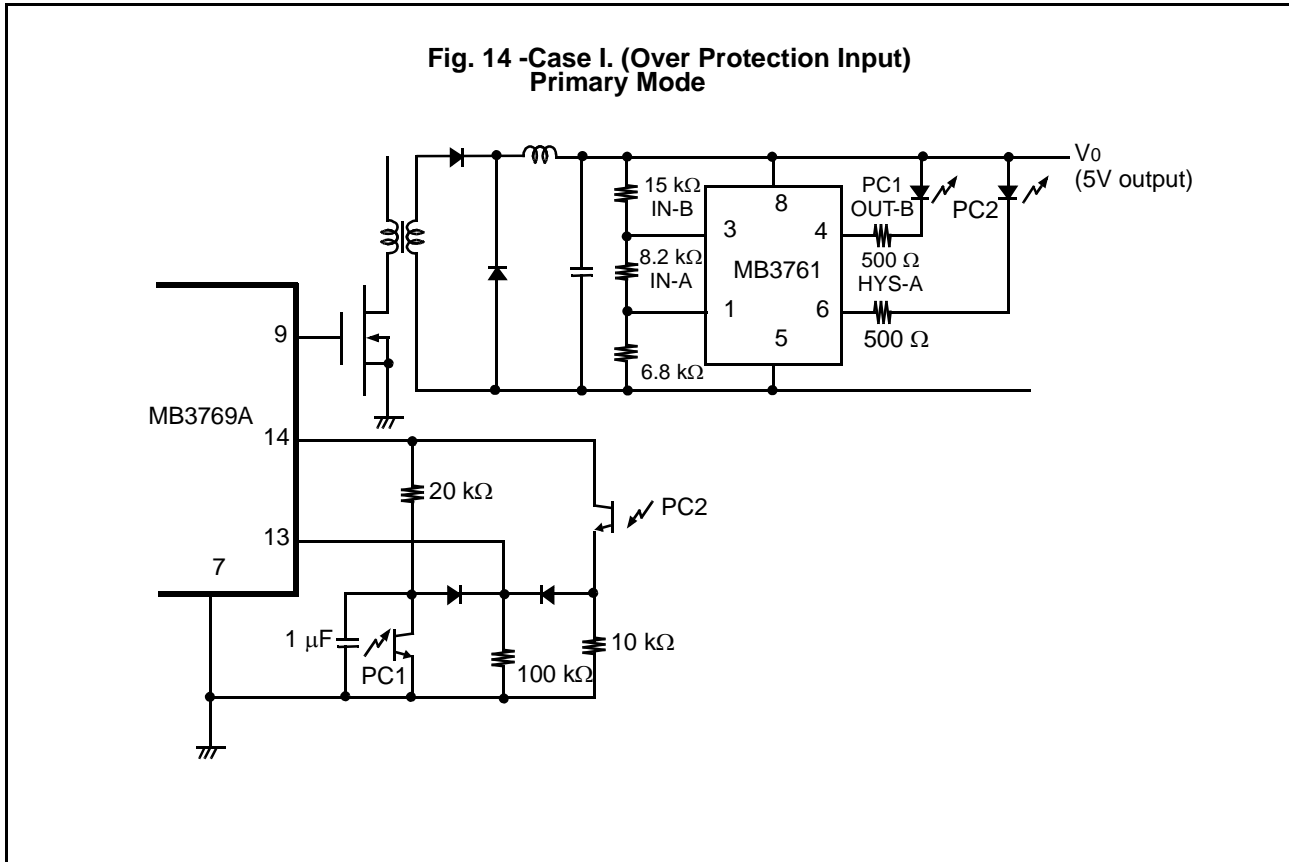 Fig. 14 -Case I. (Over Protection Input)
Primary Mode
V0
(5V output)
15 kΩ
IN-B
8
PC1
OUT-B
PC2
3
4
8.2 kΩ
IN-A
MB3761
500 Ω
HYS-A
1
6
5
500 Ω
6.8 kΩ
9
MB3769A
14
20 kΩ
PC2
13
7
1 μF
PC1
100 kΩ
10 kΩ